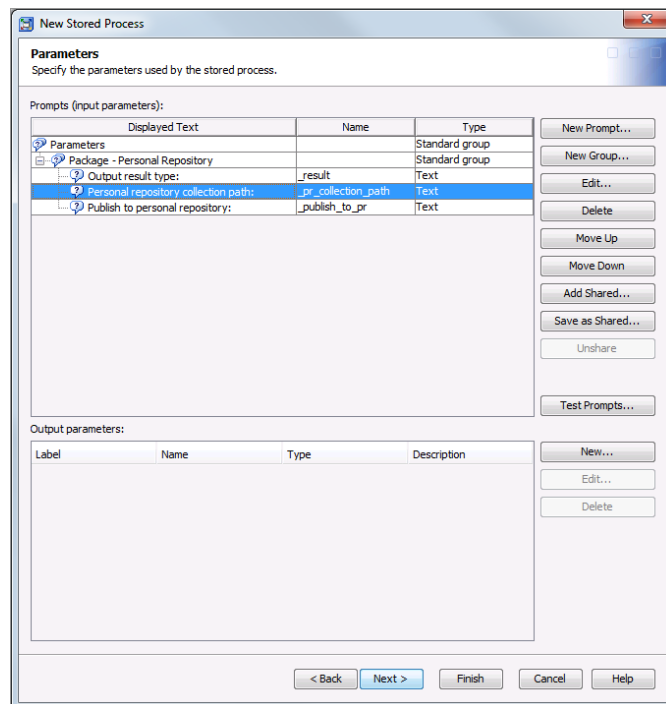 New Stored Process
Parameters
Specify the parameters used by the stored process.
Prompts (input parameters):
Displayed Text Name Type
Parameters Standard group
Package - Personal Repository Standard group
Output result type: _result Text
Personal repository collection path: _pr_collection_path Text
Publish to personal repository: _publish_to_pr Text
New Prompt...
New Group...
Edit...
Delete
Move Up
Move Down
Add Shared...
Save as Shared...
Unshare
Test Prompts...
Output parameters:
Label Name Type Description
New...
Edit...
Delete
< Back Next > Finish Cancel Help